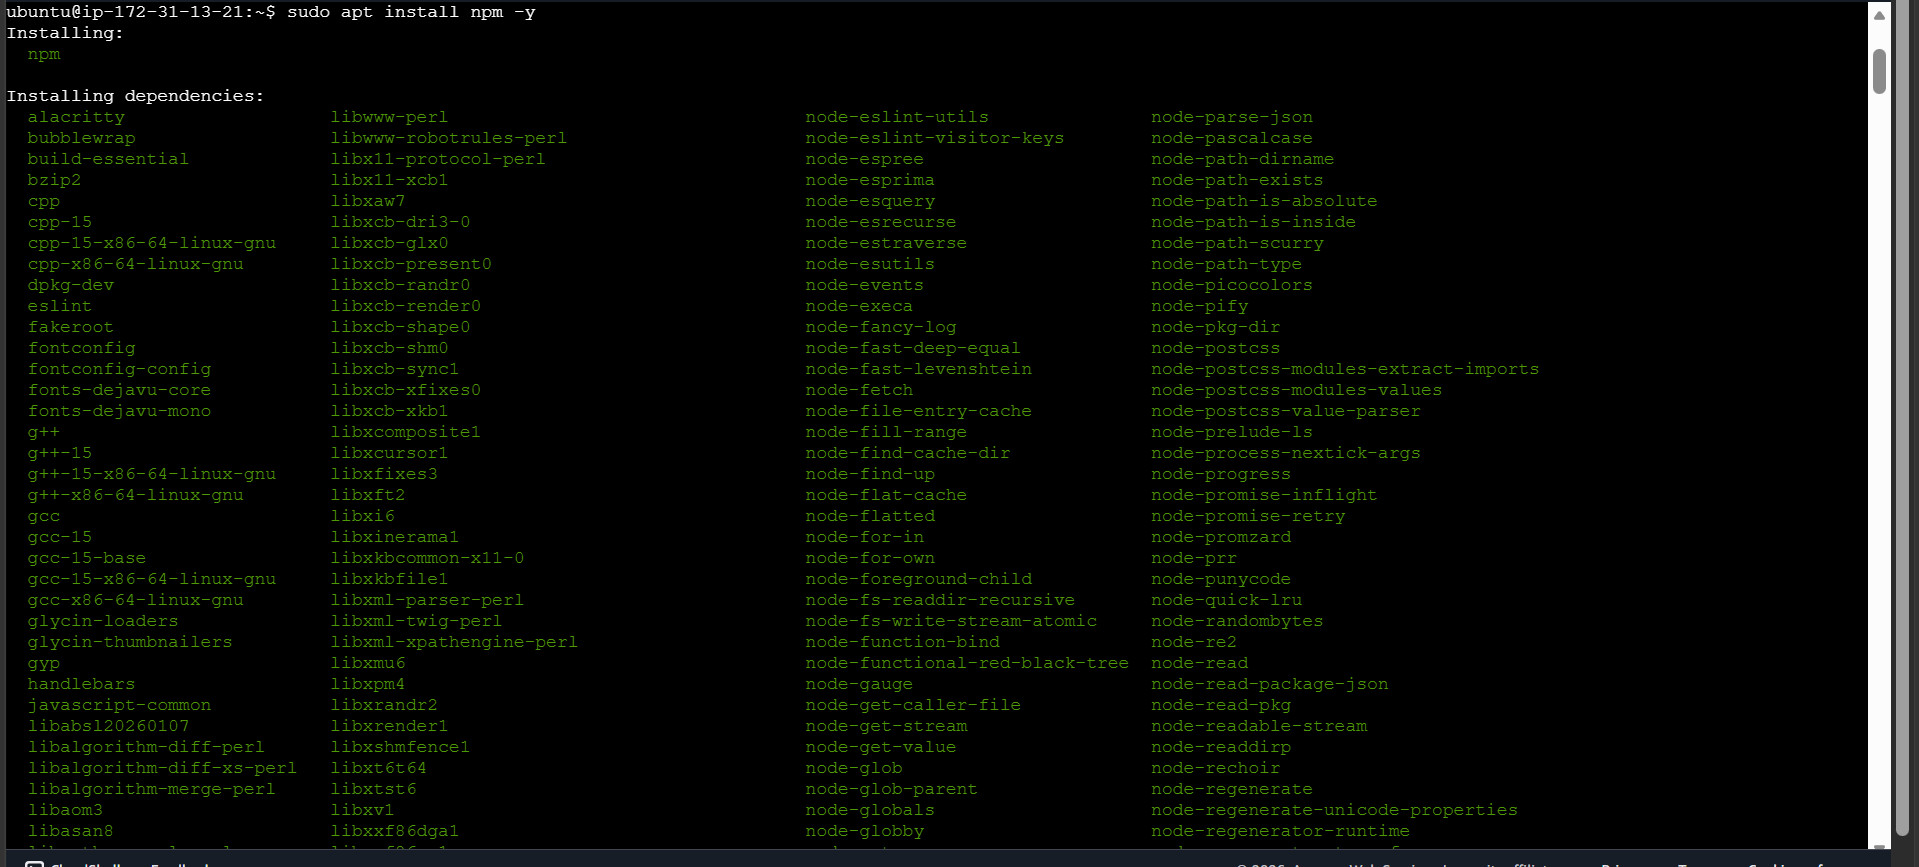 ubuntu@ip-172-31-13-21:~$ sudo apt install npm -y
Installing:
  npm

Installing dependencies:
  alacritty                   libwww-perl                                 node-eslint-utils              node-parse-json
  bubblewrap                  libwww-robotrules-perl                      node-eslint-visitor-keys       node-pascalcase
  build-essential             libx11-protocol-perl                        node-espree                    node-path-dirname
  bzip2                       libx11-xcb1                                 node-esprima                   node-path-exists
  cpp                         libxaw7                                     node-esquery                   node-path-is-absolute
  cpp-15                      libxcb-dri3-0                               node-esrecurse                 node-path-is-inside
  cpp-15-x86-64-linux-gnu     libxcb-glx0                                 node-estraverse                node-path-scurry
  cpp-x86-64-linux-gnu        libxcb-present0                             node-esutils                   node-path-type
  dpkg-dev                    libxcb-randr0                               node-events                    node-picocolors
  eslint                      libxcb-render0                              node-execa                     node-pify
  fakeroot                    libxcb-shape0                               node-fancy-log                 node-pkg-dir
  fontconfig                  libxcb-shm0                                 node-fast-deep-equal           node-postcss
  fontconfig-config           libxcb-sync1                                node-fast-levenshtein          node-postcss-modules-extract-imports
  fonts-dejavu-core           libxcb-xfixes0                              node-fetch                     node-postcss-modules-values
  fonts-dejavu-mono           libxcb-xkb1                                 node-file-entry-cache          node-postcss-value-parser
  g++                         libxcomposite1                              node-fill-range                node-prelude-ls
  g++-15                      libxcursor1                                 node-find-cache-dir            node-process-nextick-args
  g++-15-x86-64-linux-gnu     libxfixes3                                  node-find-up                   node-progress
  g++-x86-64-linux-gnu        libxft2                                     node-flat-cache                node-promise-inflight
  gcc                         libxi6                                      node-flatted                   node-promise-retry
  gcc-15                      libxinerama1                                node-for-in                    node-promzard
  gcc-15-base                 libxkbcommon-x11-0                          node-for-own                   node-prr
  gcc-15-x86-64-linux-gnu     libxkbfile1                                 node-foreground-child          node-punycode
  gcc-x86-64-linux-gnu        libxml-parser-perl                          node-fs-readdir-recursive      node-quick-lru
  glycin-loaders              libxml-twig-perl                            node-fs-write-stream-atomic    node-randombytes
  glycin-thumbnailers         libxml-xpathengine-perl                     node-function-bind             node-re2
  gyp                         libxmu6                                     node-functional-red-black-tree node-read
  handlebars                  libxpm4                                     node-gauge                     node-read-package-json
  javascript-common           libxrandr2                                  node-get-caller-file           node-read-pkg
  libabsl20260107             libxrender1                                 node-get-stream                node-readable-stream
  libalgorithm-diff-perl      libxshmfence1                               node-get-value                 node-readdirp
  libalgorithm-diff-xs-perl   libxt6t64                                   node-glob                      node-rechoir
  libalgorithm-merge-perl     libxtst6                                    node-glob-parent               node-regenerate
  libaom3                     libxv1                                      node-globals                   node-regenerate-unicode-properties
  libasan8                    libxxf86dga1                                node-globby                    node-regenerator-runtime